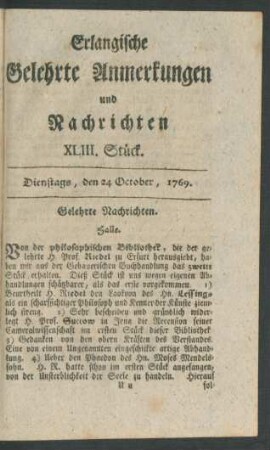 Erlangische
Gelehrte Anmerkungen
und
Nachrichten
XLIII. Stück.
Dienstags, den 24 October, 1769.
Gelehrte Nachrichten.
Halle.
Von der philosophischen Bibliothek, die der ge-
lehrte H. Prof. Riedel zu Erfurt herausgiebt, ha-
ben wir aus der Gebauerischen Buchhandlung das zweite
Stück erhalten. Dieß Stück ist uns wegen eigenen Ab-
handlungen schätzbarer, als das erste vorgekommen. 1)
Beurtheilt H. Riedel den Laokoon des Hn. Lessings
als ein scharfsichtiger Philosoph und Kenner der Künste ziem-
lich streng. 2) Sehr bescheiden und gründlich wider-
legt H. Prof. Succow in Jena die Recension seiner
Cameralwissenschaft im ersten Stück dieser Bibliothek
3) Gedanken von den obern Kräften des Verstandes
Eine von einem Ungenannten eingeschikte artige Abhand-
lung. 4) Ueber den Phaedon des Hn. Moses Mendels-
sohn. H. R. hatte schon im ersten Stück angefangen,
von der Unsterblichkeit der Seele zu handeln. Hierauf
U u
fol-